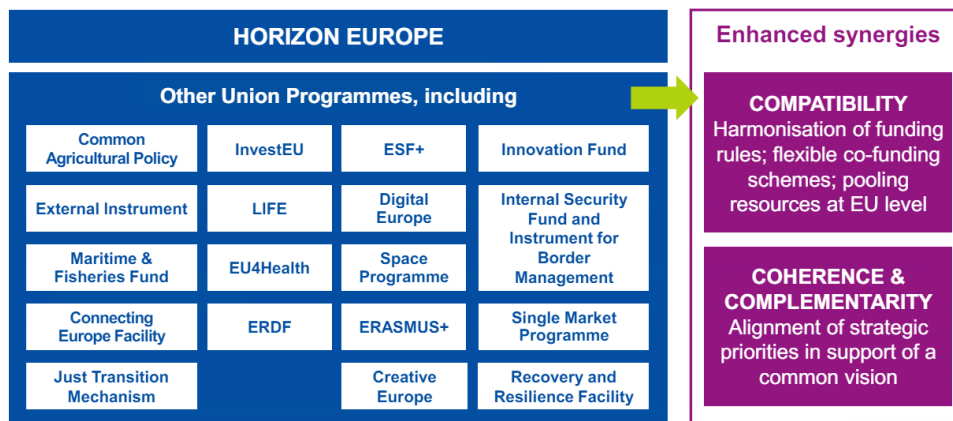 HORIZON EUROPE
Other Union Programmes, including
Common
Agricultural Policy
InvestEU
ESF+
Innovation Fund
External Instrument
LIFE
Digital
Europe
Internal Security
Fund and
Instrument for
Border
Management
Maritime &
Fisheries Fund
EU4Health
Space
Programme
Connecting
Europe Facility
ERDF
ERASMUS+
Single Market
Programme
Just Transition
Mechanism
Creative
Europe
Recovery and
Resilience Facility
Enhanced synergies
COMPATIBILITY
Harmonisation of funding
rules; flexible co-funding
schemes; pooling
resources at EU level
COHERENCE &
COMPLEMENTARITY
Alignment of strategic
priorities in support of a
common vision